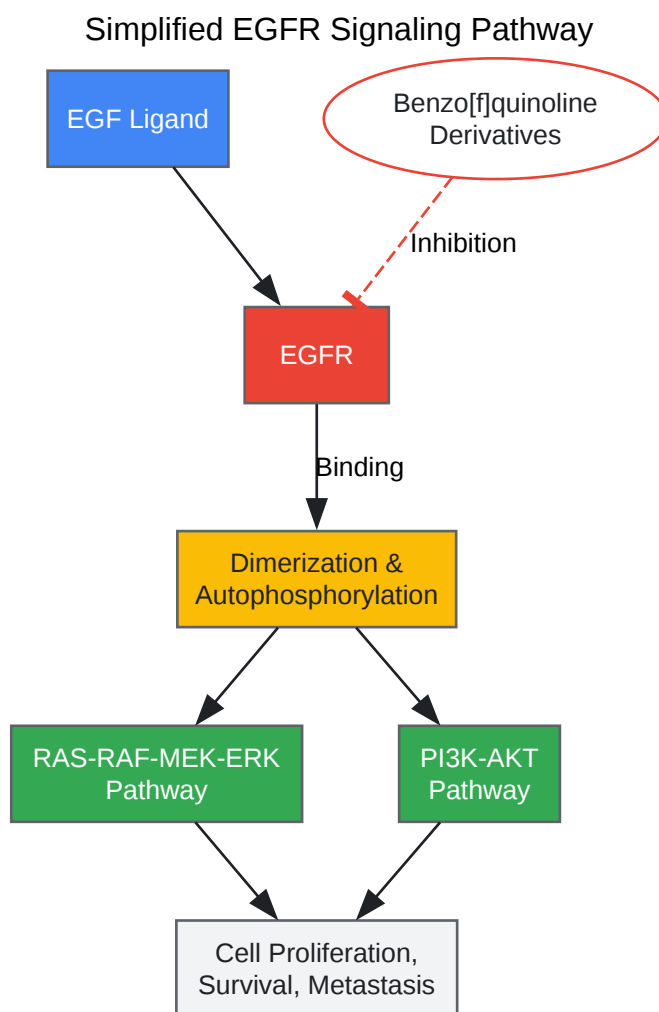 Simplified EGFR Signaling Pathway
EGF Ligand
Benzo[f]quinoline
Derivatives
Inhibition
EGFR
Binding
Dimerization &
Autophosphorylation
RAS-RAF-MEK-ERK
Pathway
PI3K-AKT
Pathway
Cell Proliferation,
Survival, Metastasis